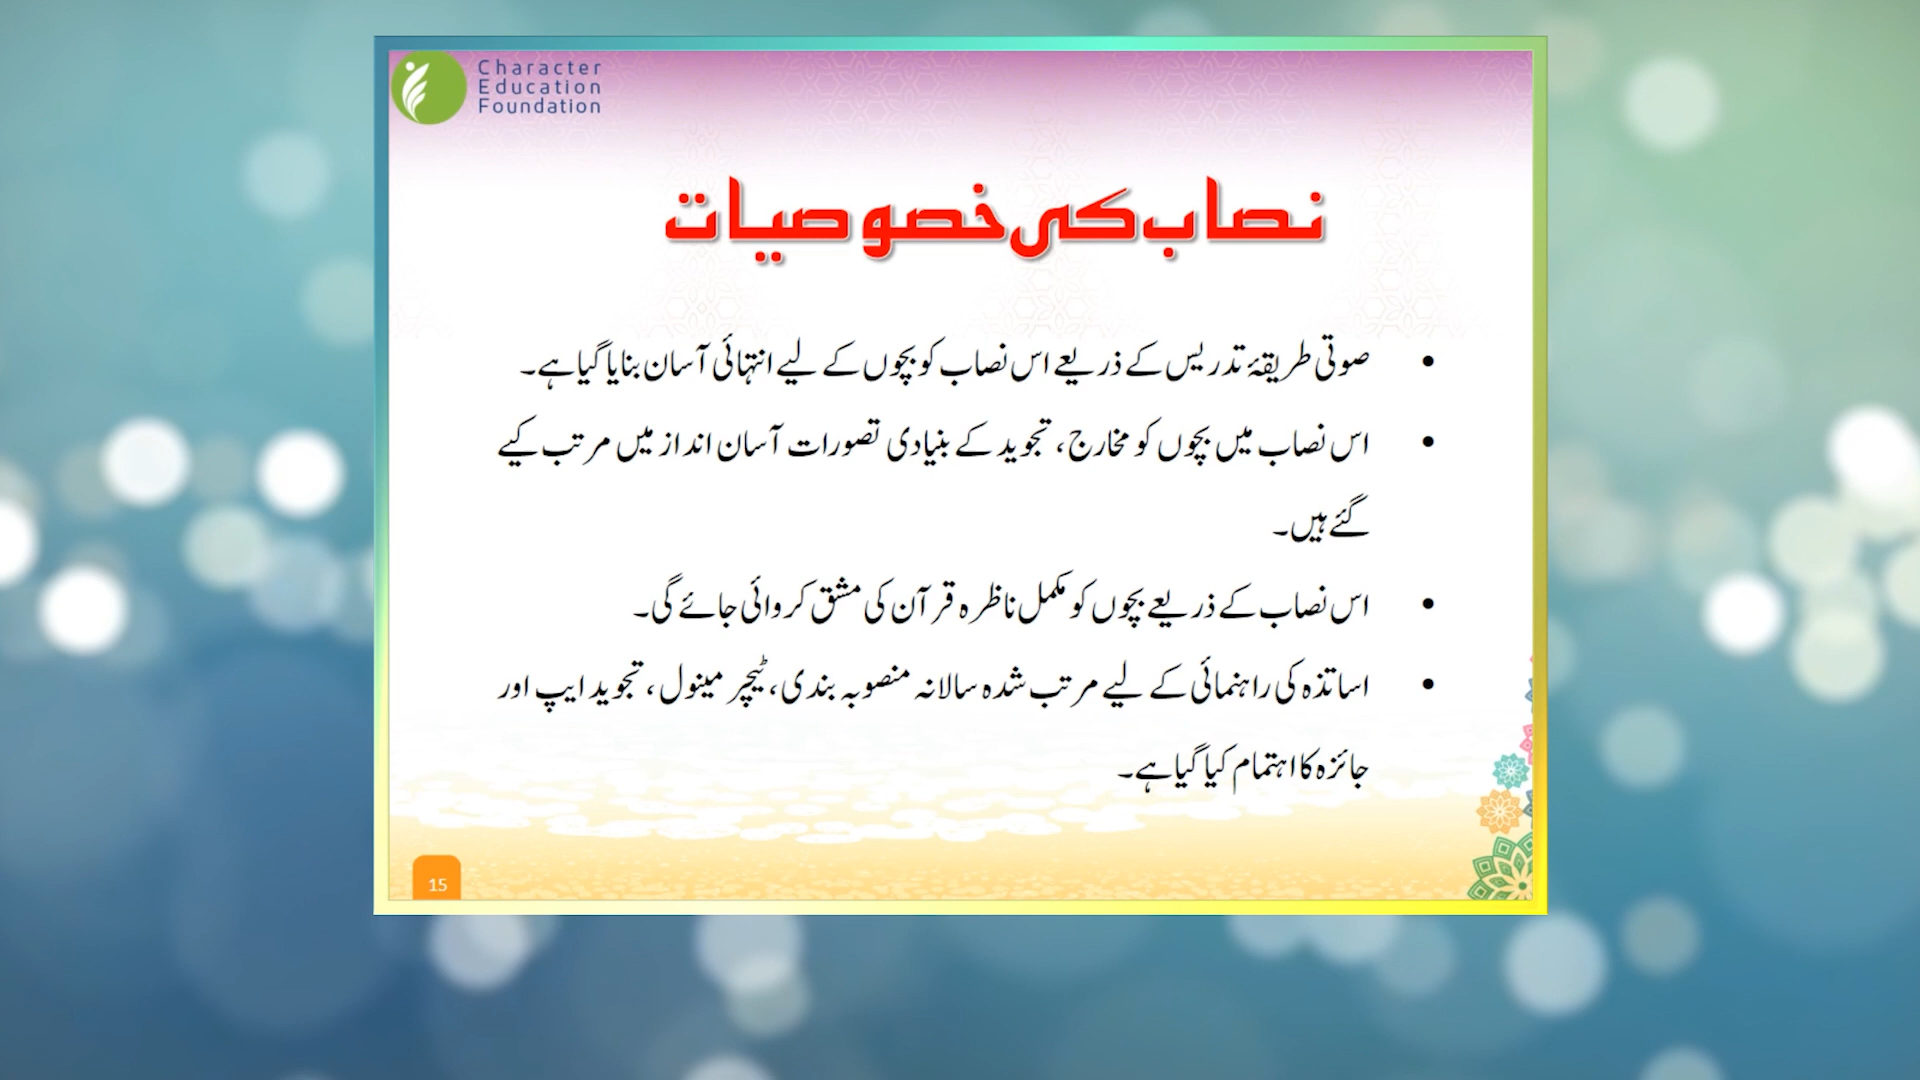 Character
Education
Foundation
نصاب کی خصوصیات
• صوتی طریقۂ تدریس کے ذریعے اس نصاب کو بچوں کے لیے انتہائی آسان بنایا گیا ہے۔
• اس نصاب میں بچوں کو مخارج، تجوید کے بنیادی تصورات آسان انداز میں مرتب کیے
گئے ہیں۔
• اس نصاب کے ذریعے بچوں کو مکمل ناظرہ قرآن کی مشق کروائی جائے گی۔
• اساتذہ کی راہنمائی کے لیے مرتب شدہ سالانہ منصوبہ بندی، ٹیچر مینول، تجوید ایپ اور
جائزہ کا اہتمام کیا گیا ہے۔
15